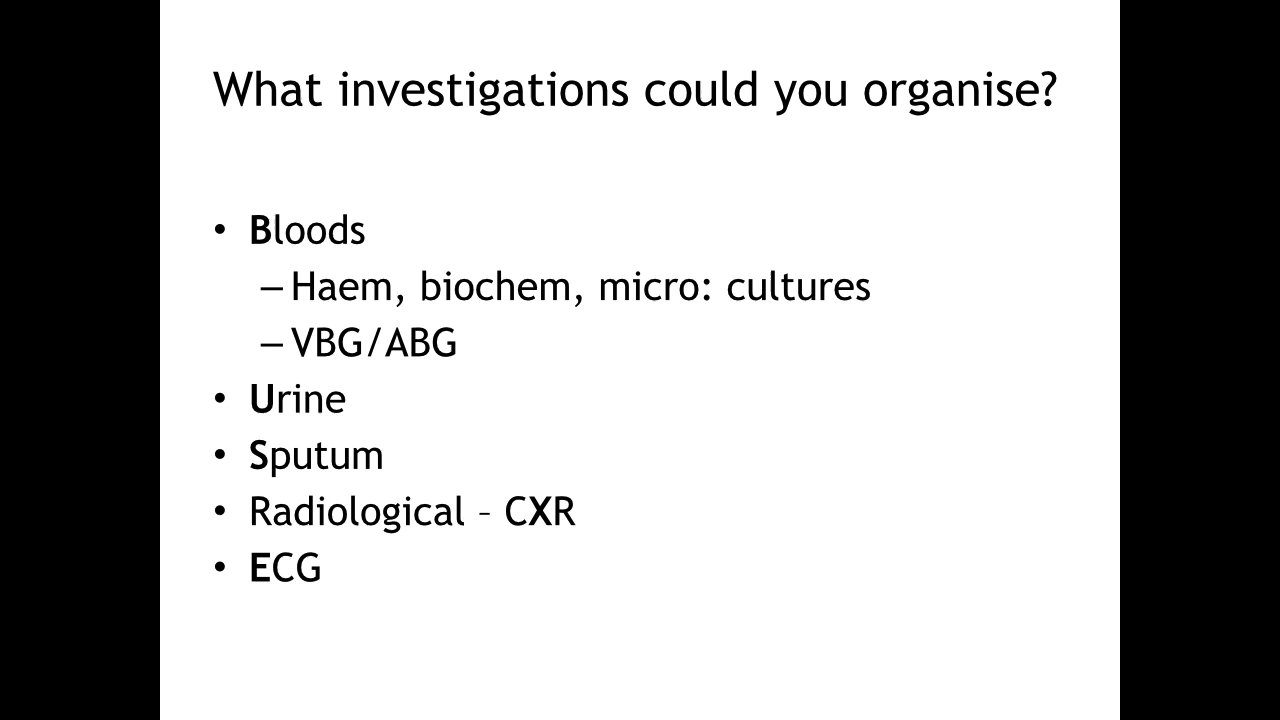 What investigations could you organise?
• Bloods
– Haem, biochem, micro: cultures
– VBG/ABG
• Urine
• Sputum
• Radiological – CXR
• ECG